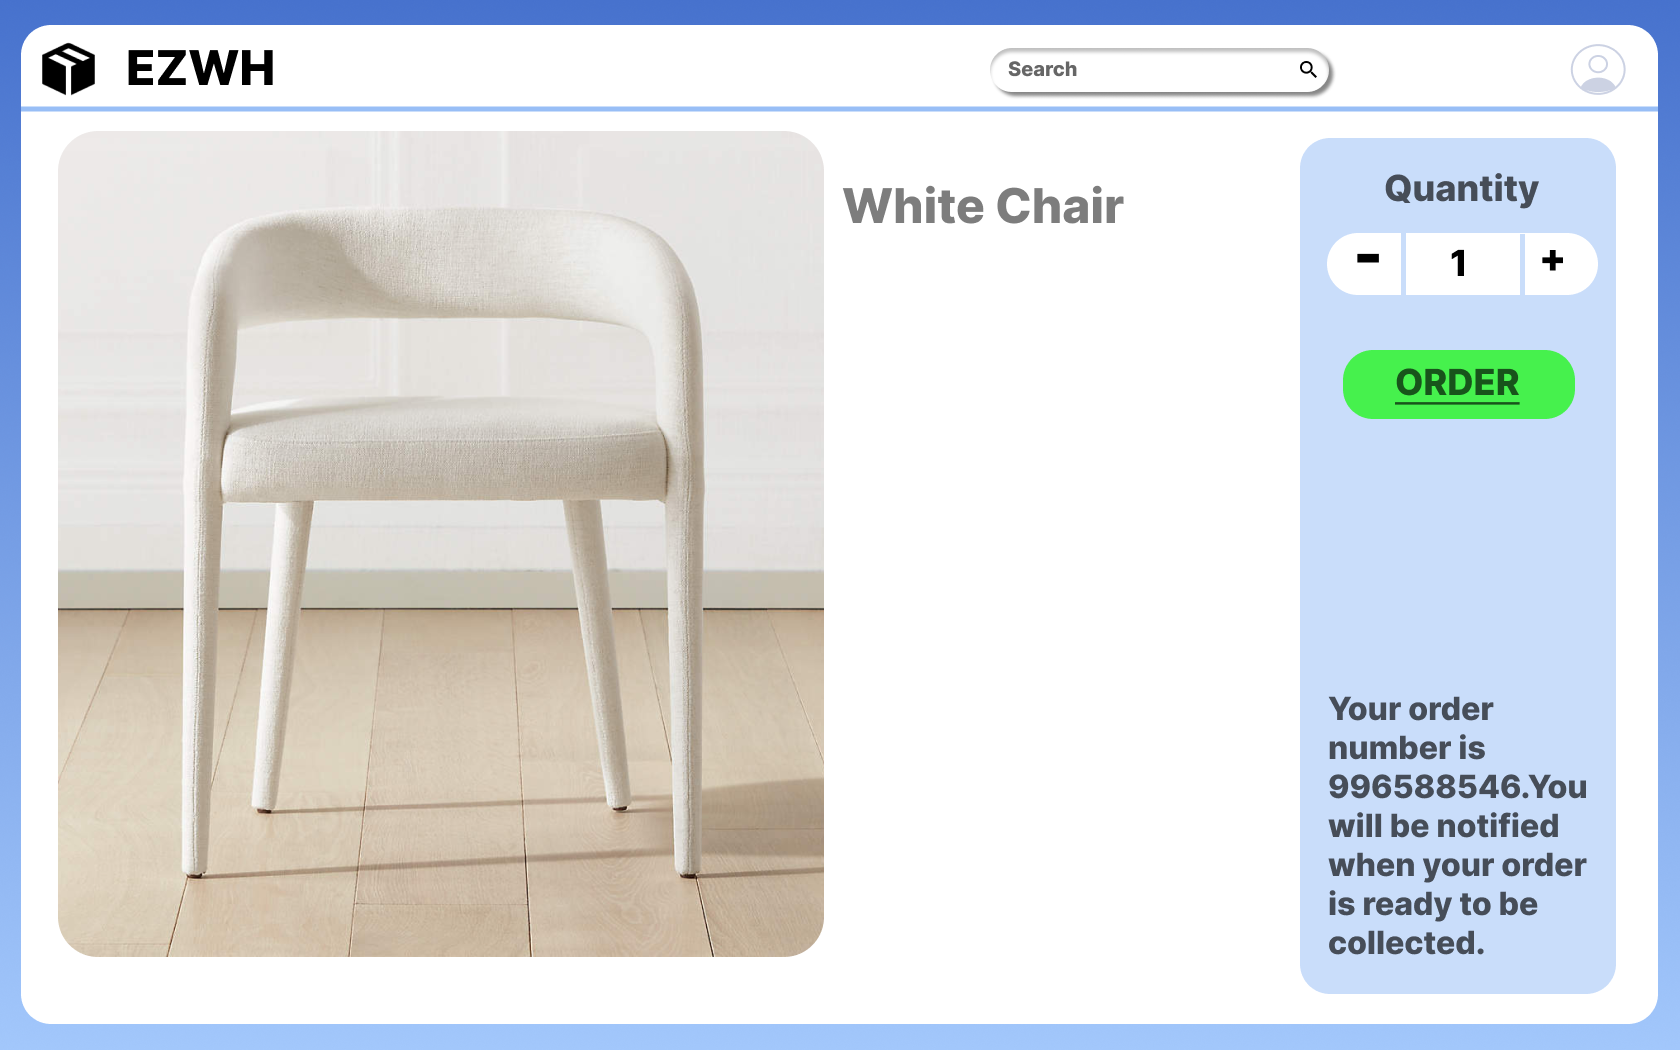 EZWH
Search
White Chair
Quantity
- 1 +
ORDER
Your order
number is
996588546.You
will be notified
when your order
is ready to be
collected.